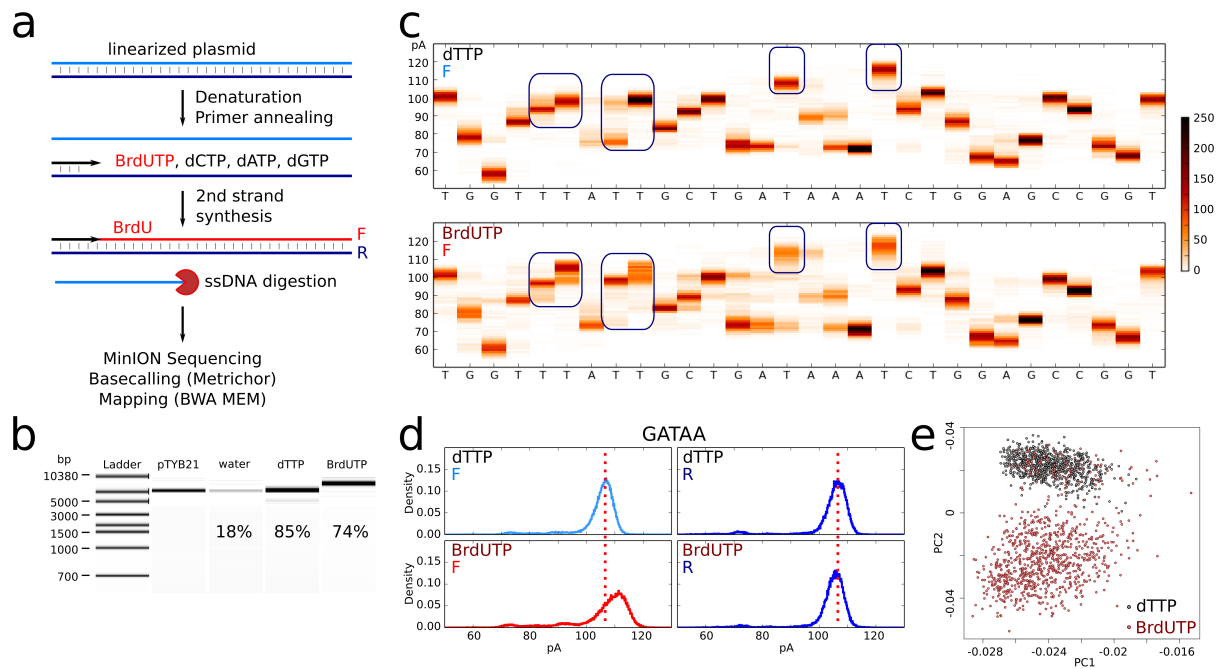 a
linearized plasmid
Denaturation
Primer annealing
BrdUTP, dCTP, dATP, dGTP
2nd strand
synthesis
BrdU
F
R
ssDNA digestion
MinION Sequencing
Basecalling (Metrichor)
Mapping (BWA MEM)
b
bp
Ladder
pTYB21
water
dTTP
BrdUTP
10380
5000
3000
1500
1000
700
18%
85%
74%
c
pA
dTTP
F
120
110
100
90
80
70
60
T G G T T T A T T G C T G A T A A A T C T G G A G C C G G T
BrdUTP
F
120
110
100
90
80
70
60
T G G T T T A T T G C T G A T A A A T C T G G A G C C G G T
250
200
150
100
50
0
d
GATAA
dTTP
F
dTTP
R
Density
0.15
0.10
0.05
0.00
BrdUTP
F
BrdUTP
R
Density
0.15
0.10
0.05
0.00
60 80 100 120
pA
60 80 100 120
pA
e
-0.04
0
-0.04
PC2
dTTP
BrdUTP
-0.028 -0.024 -0.022 -0.016
PC1